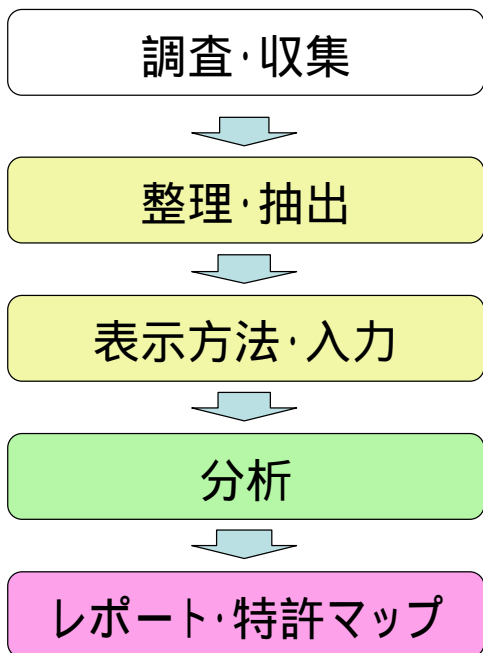 調査・収集
整理・抽出
表示方法・入力
分析
レポート・特許マップ